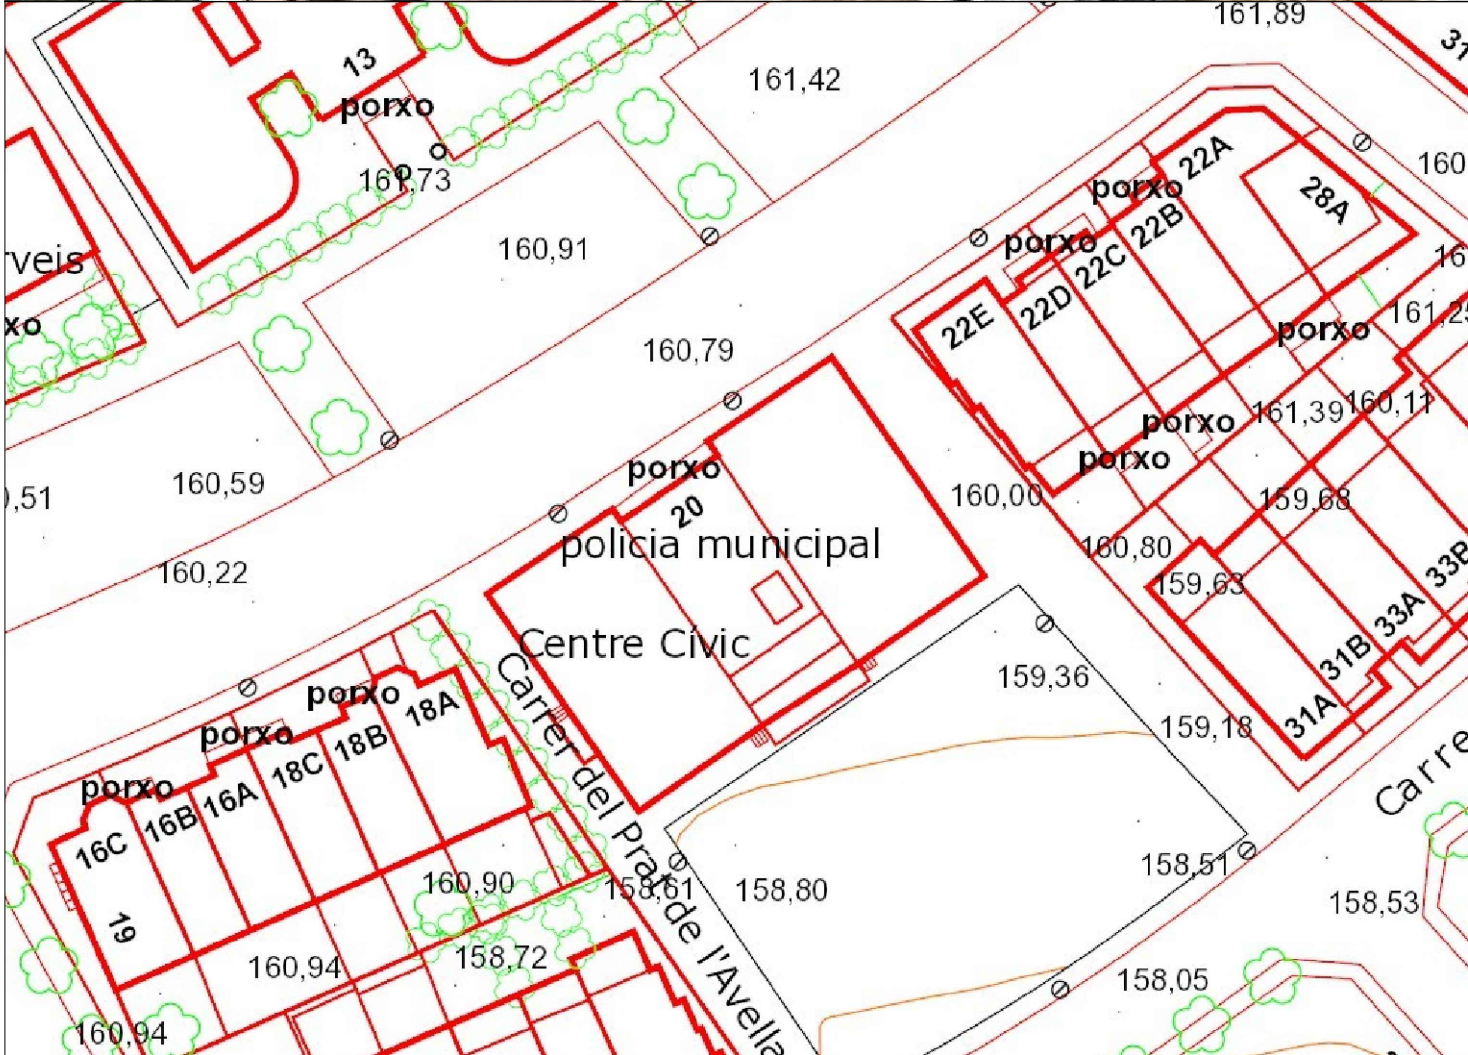 161,89
31
13
161,42
porxo
22A
160
161,73
porxo
28A
22B
rveis
160,91
porxo
22C
16
22D
xo
22E
161,25
porxo
160,79
161,39
160,11
porxo
porxo
porxo
160,59
),51
160,00
159,68
20
policia municipal
160,80
160,22
159,63
33B
33A
Centre Cívic
31B
159,36
porxo
18A
31A
159,18
porxo
18B
18C
Carre
porxo
16A
16B
16C
Carrer del Prat de l'Avella
160,90
158,61
158,80
158,51
158,53
19
160,94
158,72
158,05
160,94